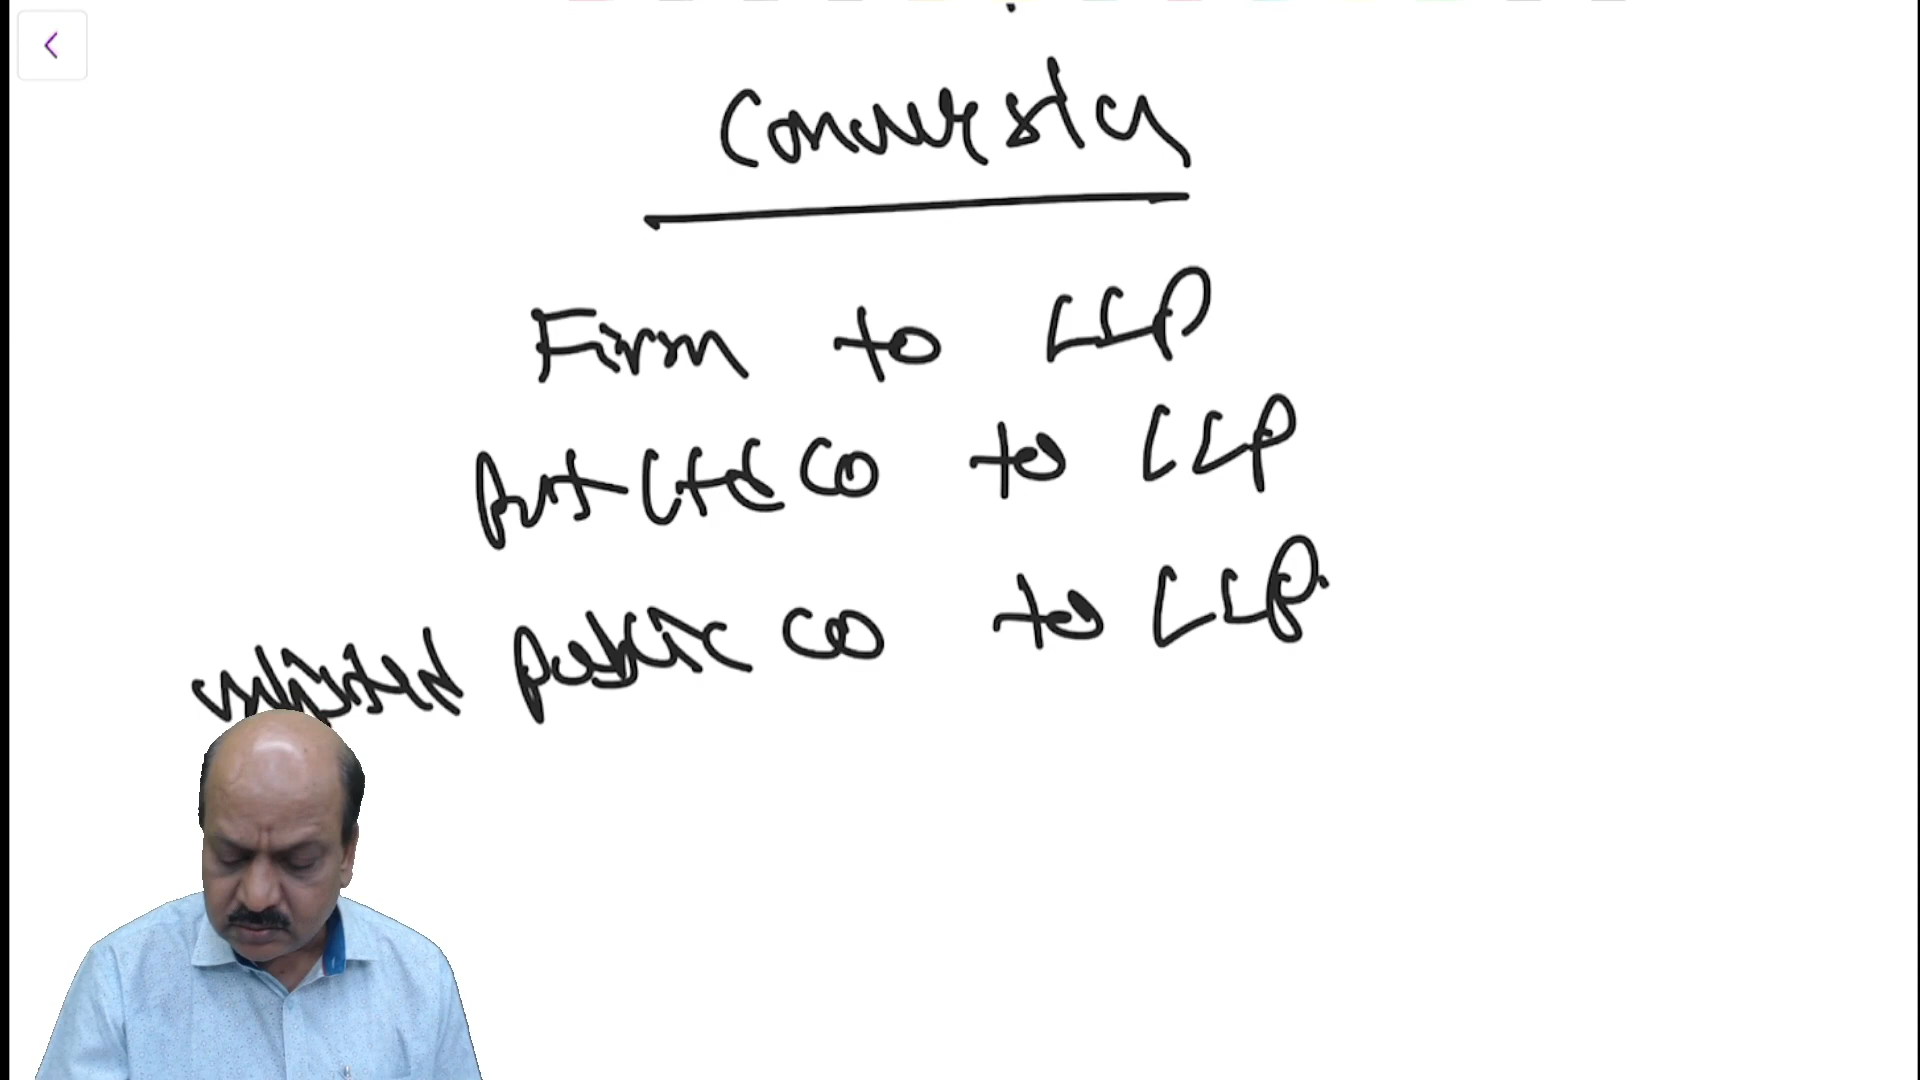 Conversion
Firm to LLP
Pvt Ltd Co to LLP
unlisted public co to LLP.